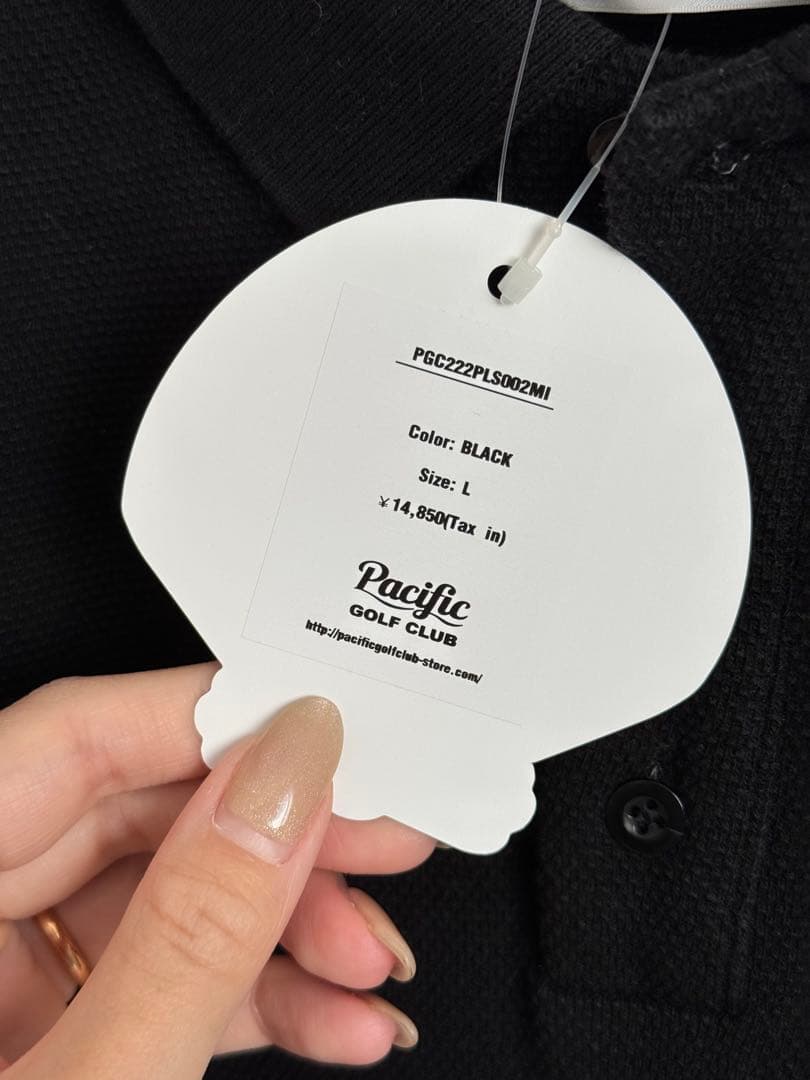 PGC222PLS002MI
Color: BLACK
Size: L
¥14,850(Tax in)
Pacific
GOLF CLUB
http://pacificgolfclub-store.com/